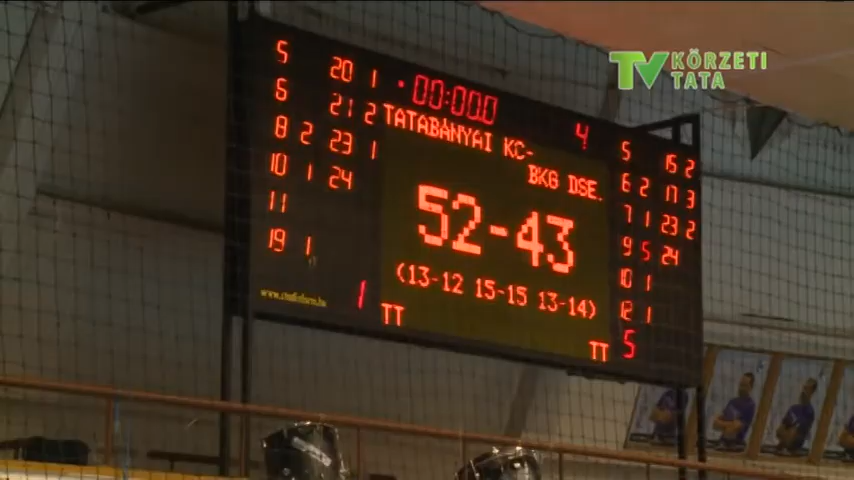 TV KÖRZETI
TATA
00:00.0
4
TATABÁNYAI KC-
BKG DSE.
52-43
(13-12 15-15 13-14)
TT
TT
5 20 1
6 21 2
8 2 23 1
10 1 24
11
19 1
1
5 15 2
6 2 17 3
7 1 23 2
9 5 24
10 1
12 1
5